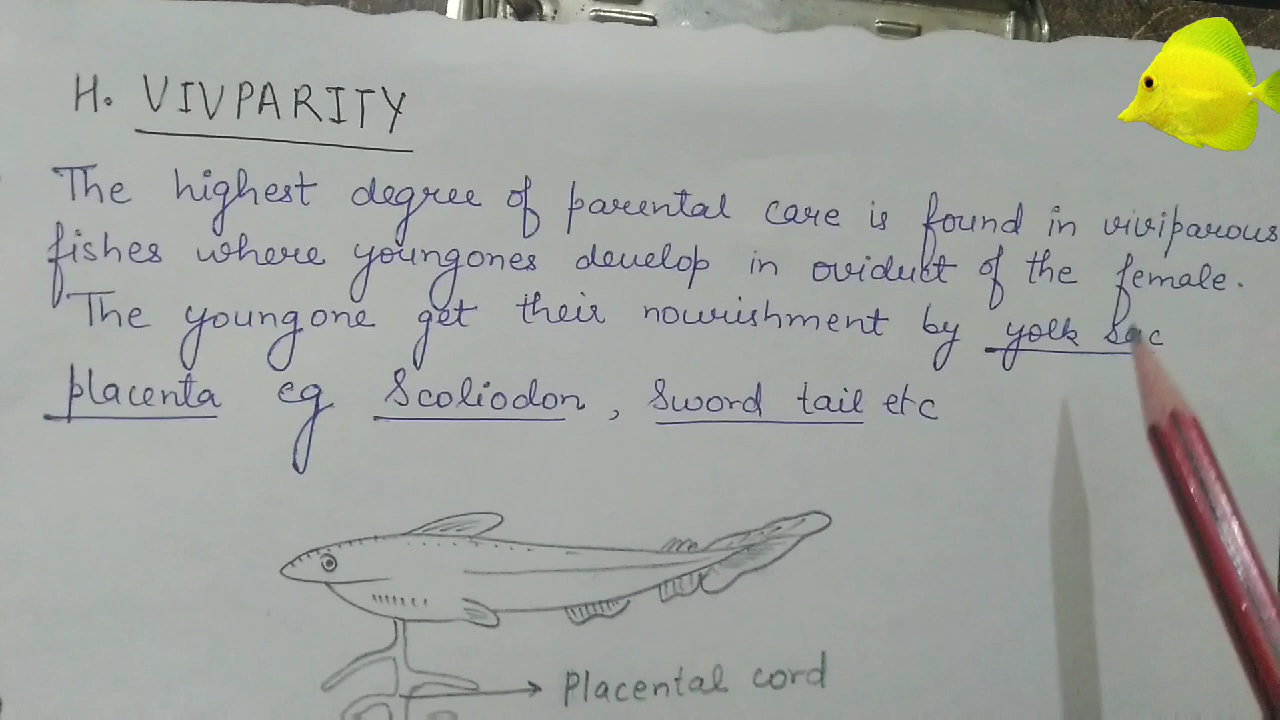 H. VIVPARITY
The highest degree of parental care is found in viviparous
fishes where youngones develop in oviduct of the female.
The youngone get their nourishment by yolk Sac
placenta eg Scoliodon, Sword tail etc
Placental cord